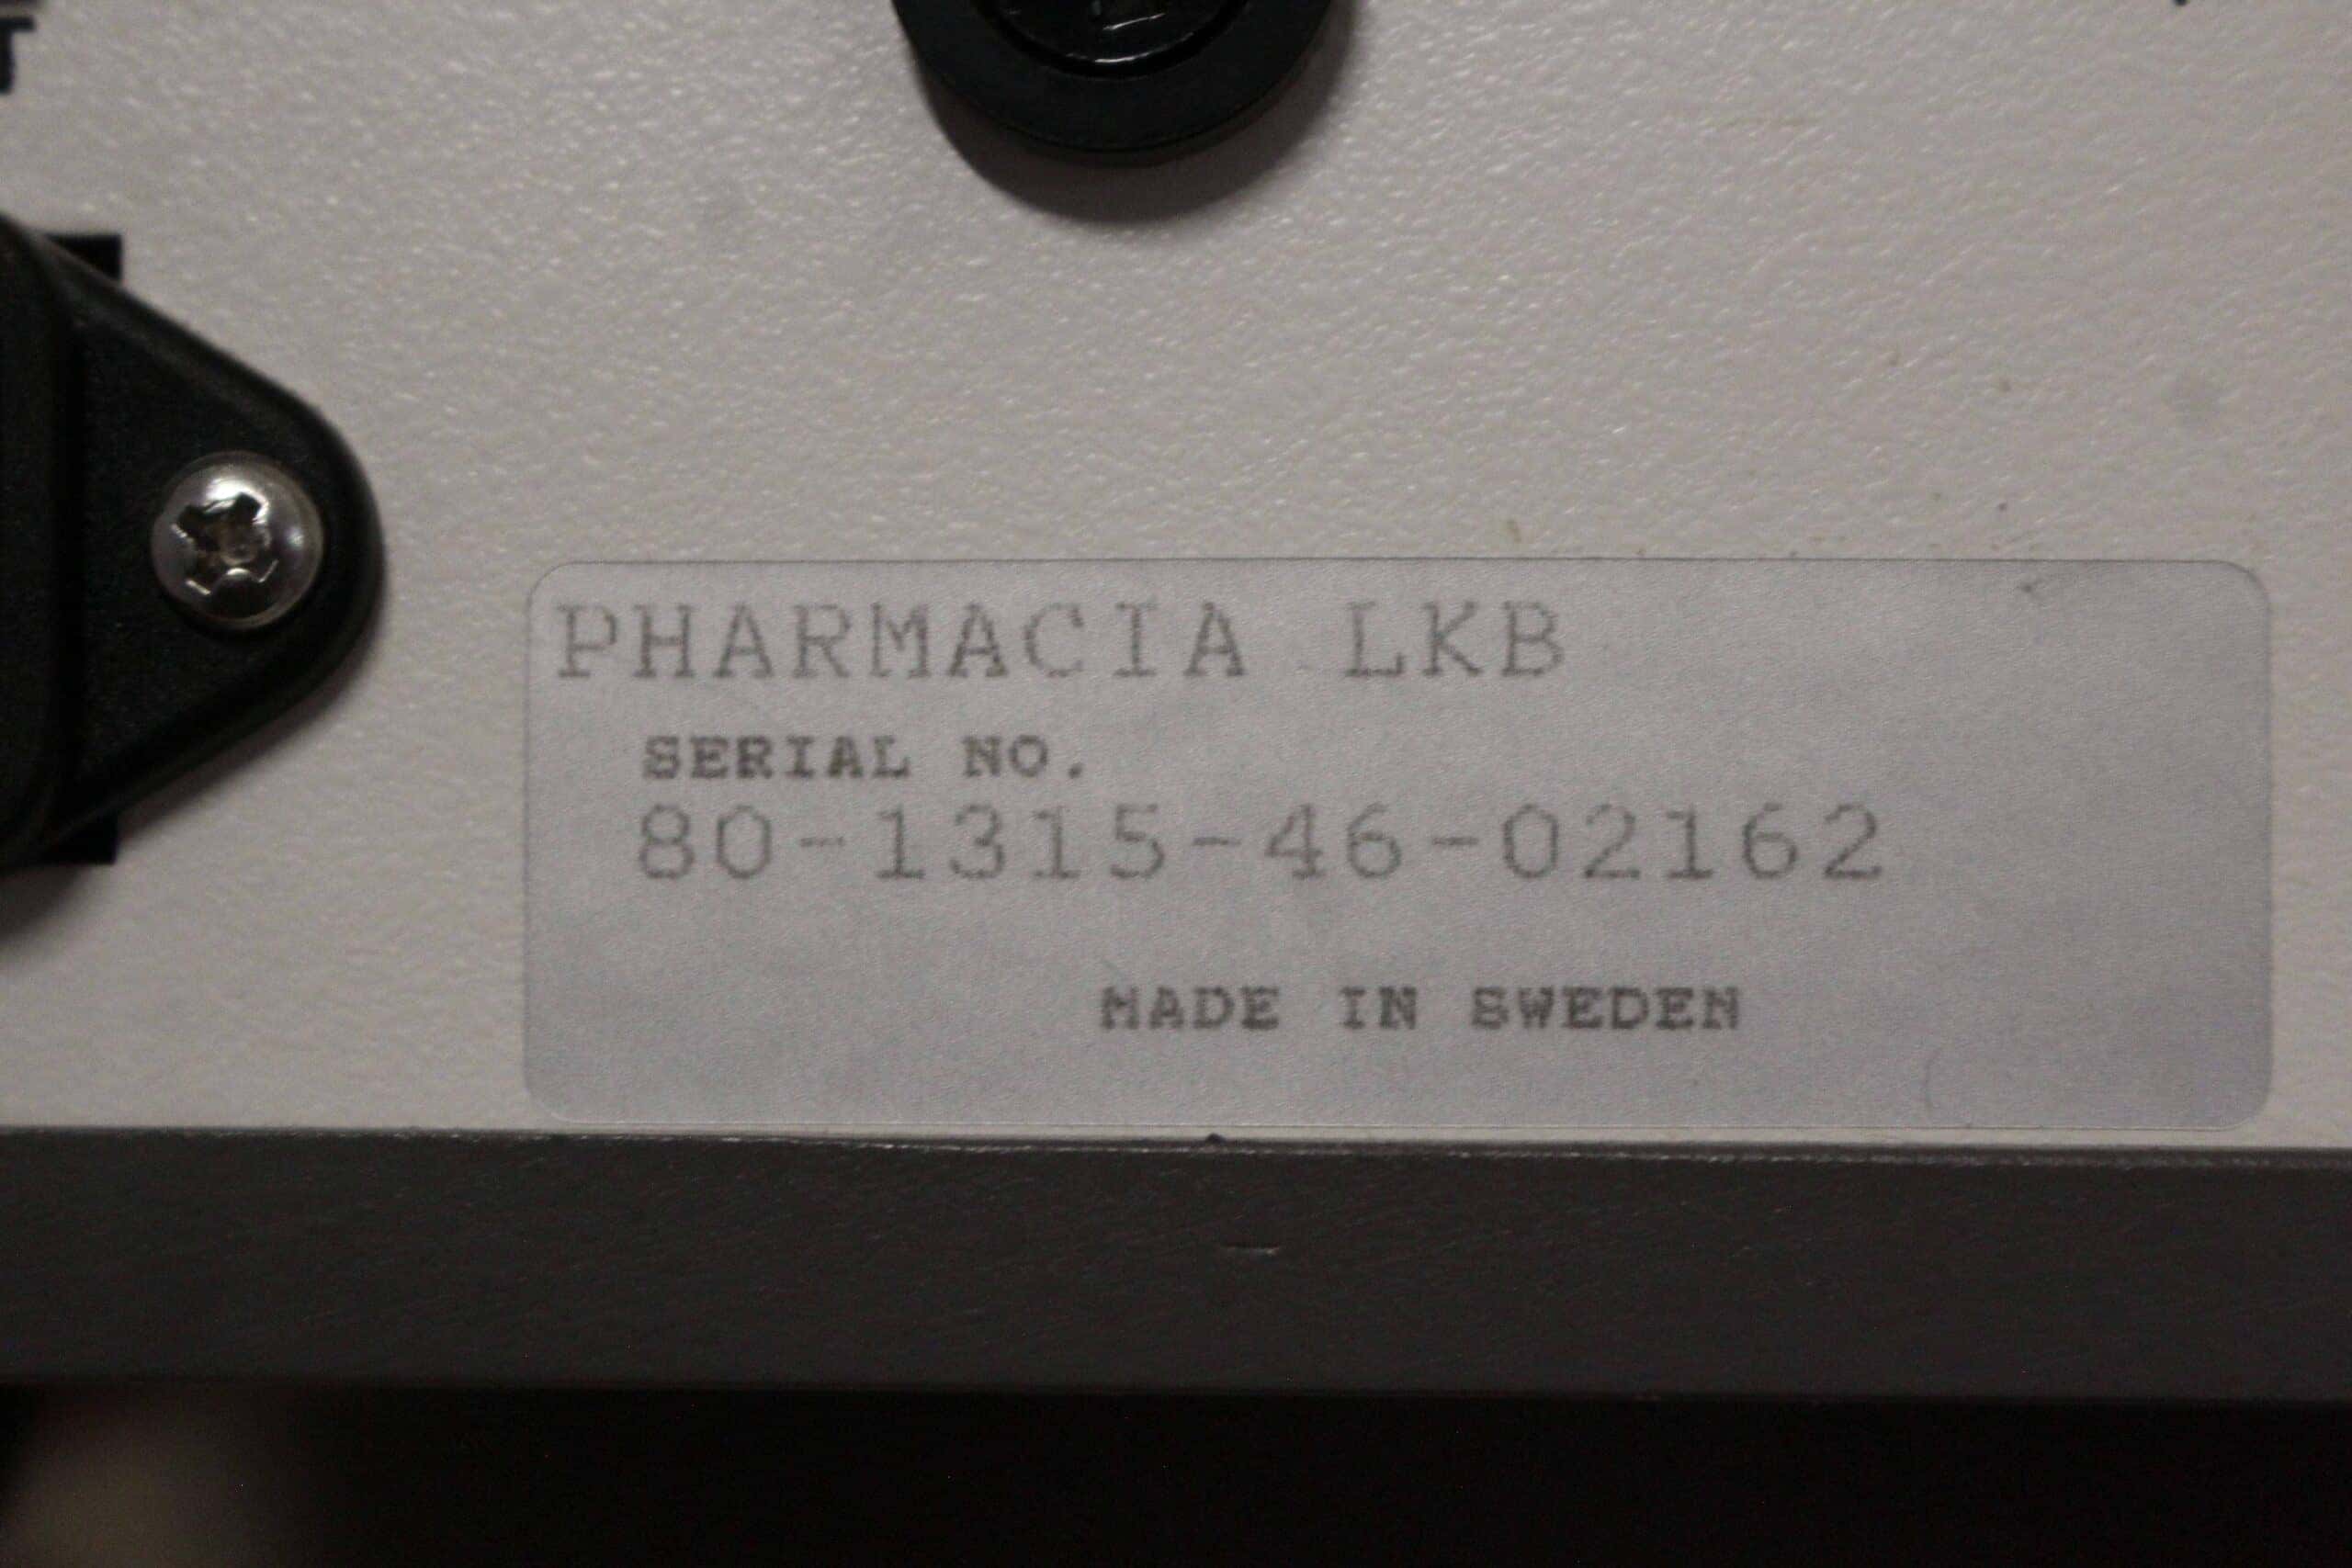 PHARMACIA LKB
SERIAL NO.
80-1315-46-02162
MADE IN SWEDEN